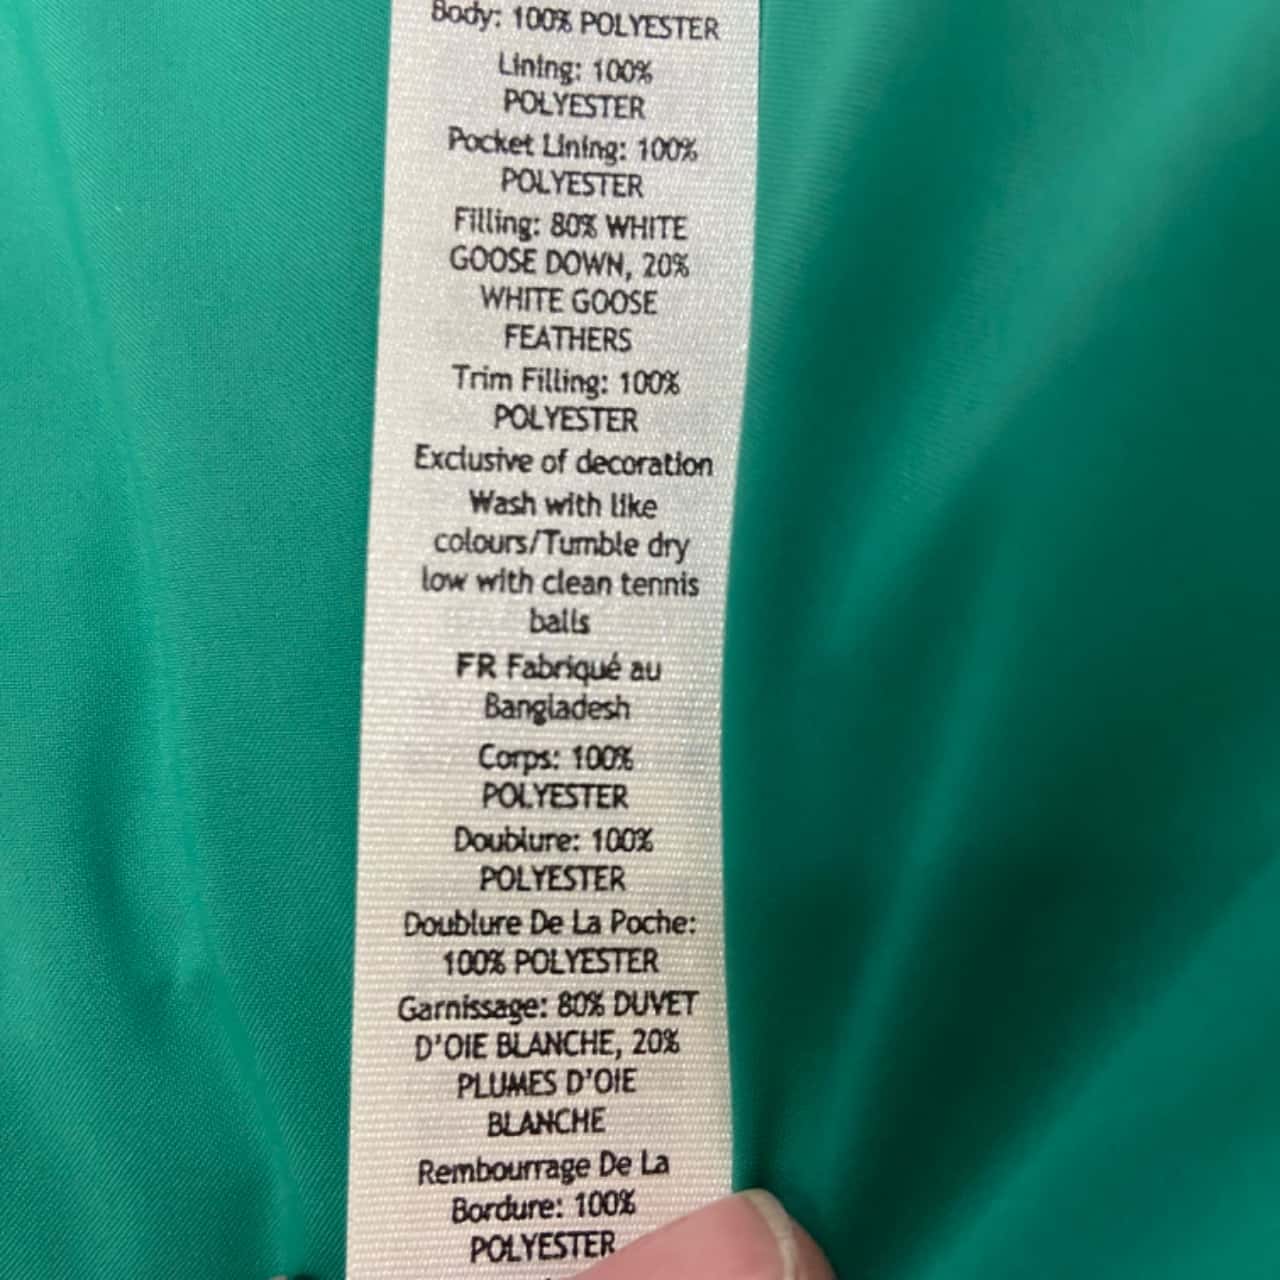 Body: 100% POLYESTER
Lining: 100%
POLYESTER
Pocket Lining: 100%
POLYESTER
Filling: 80% WHITE
GOOSE DOWN, 20%
WHITE GOOSE
FEATHERS
Trim Filling: 100%
POLYESTER
Exclusive of decoration
Wash with like
colours/Tumble dry
low with clean tennis
balls
FR Fabriqué au
Bangladesh
Corps: 100%
POLYESTER
Doublure: 100%
POLYESTER
Doublure De La Poche:
100% POLYESTER
Garnissage: 80% DUVET
D'OIE BLANCHE, 20%
PLUMES D'OIE
BLANCHE
Rembourrage De La
Bordure: 100%
POLYESTER